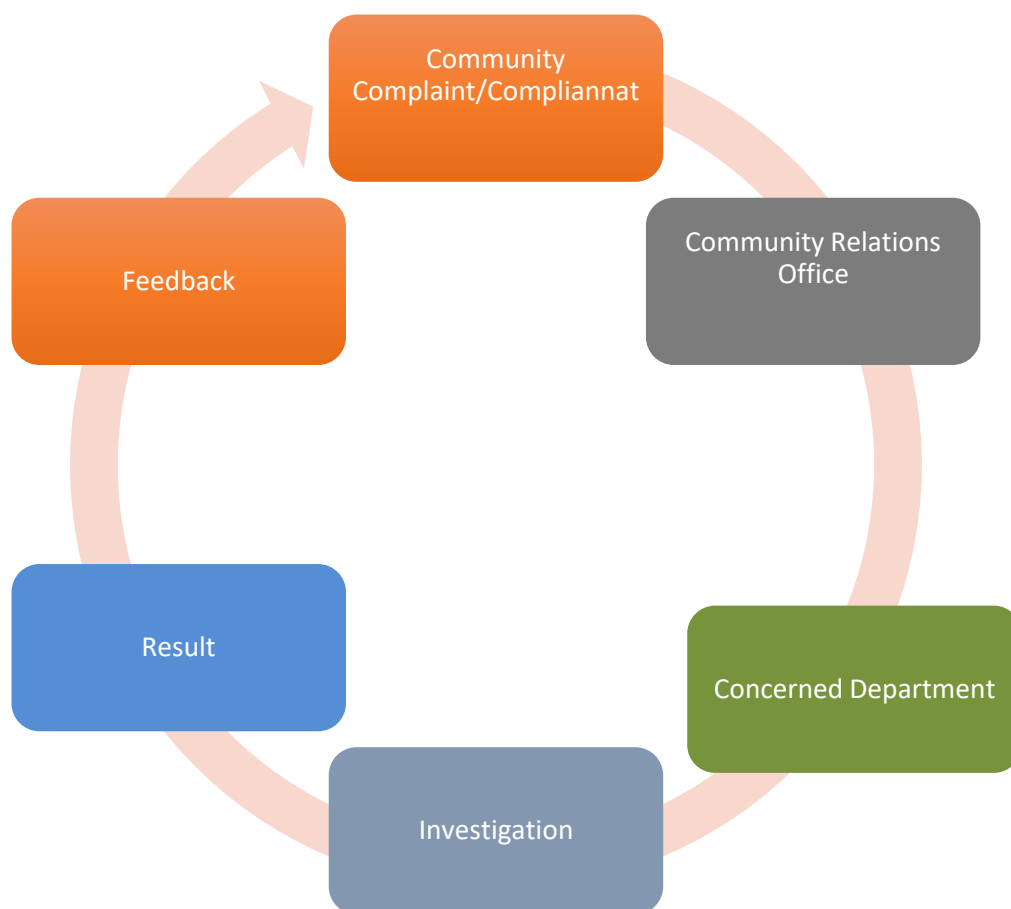 Community
Complaint/Compliannat
Community Relations
Office
Concerned Department
Investigation
Result
Feedback